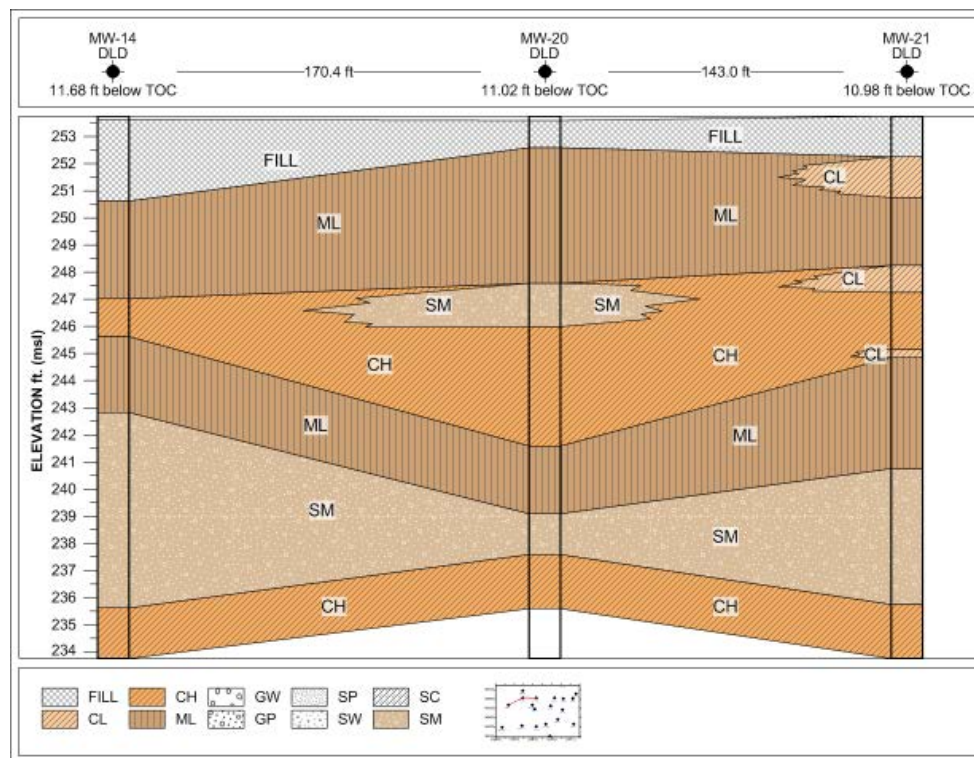 MW-14 MW-20 MW-21
DLD DLD DLD
170.4 ft 143.0 ft
11.68 ft below TOC 11.02 ft below TOC 10.98 ft below TOC
ELEVATION ft. (msl)
253
252
251
250
249
248
247
246
245
244
243
242
241
240
239
238
237
236
235
234
FILL
FILL
CL
ML
ML
CL
SM SM
CH
CH
CL
ML
ML
SM
SM
CH
CH
FILL CH GW SP SC
CL ML GP SW SM